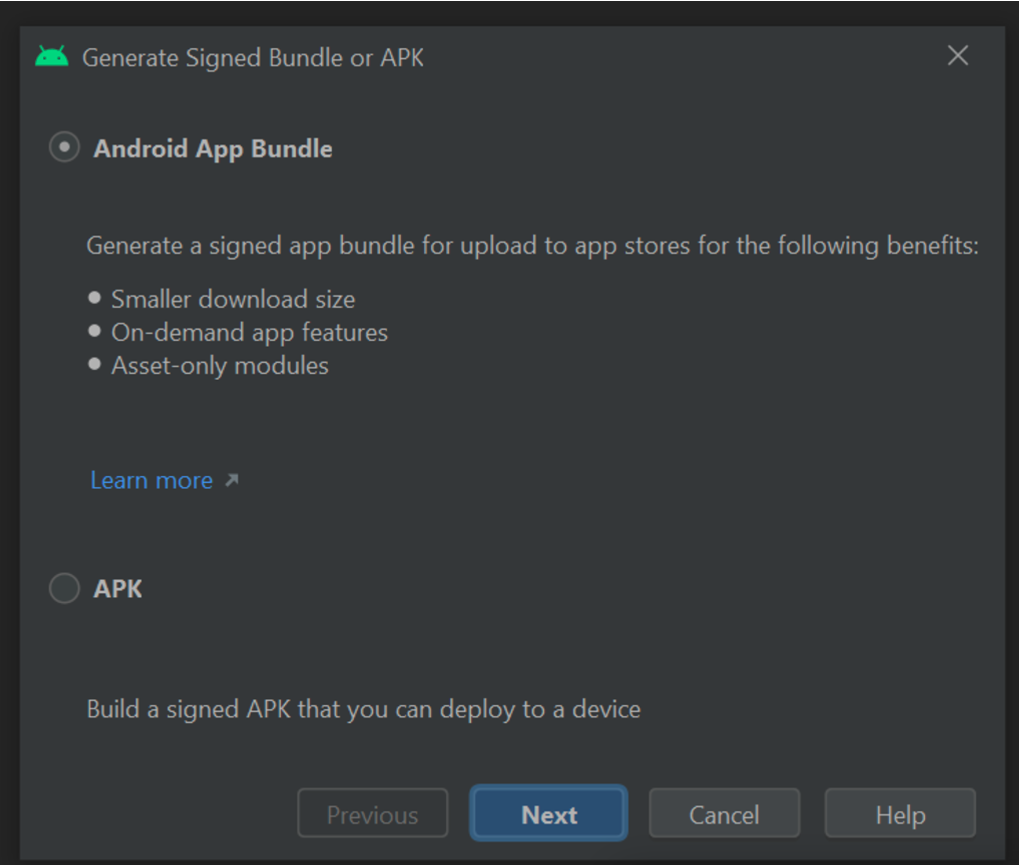 Generate Signed Bundle or APK
Android App Bundle
Generate a signed app bundle for upload to app stores for the following benefits:
Smaller download size
On-demand app features
Asset-only modules
Learn more
APK
Build a signed APK that you can deploy to a device
Previous Next Cancel Help